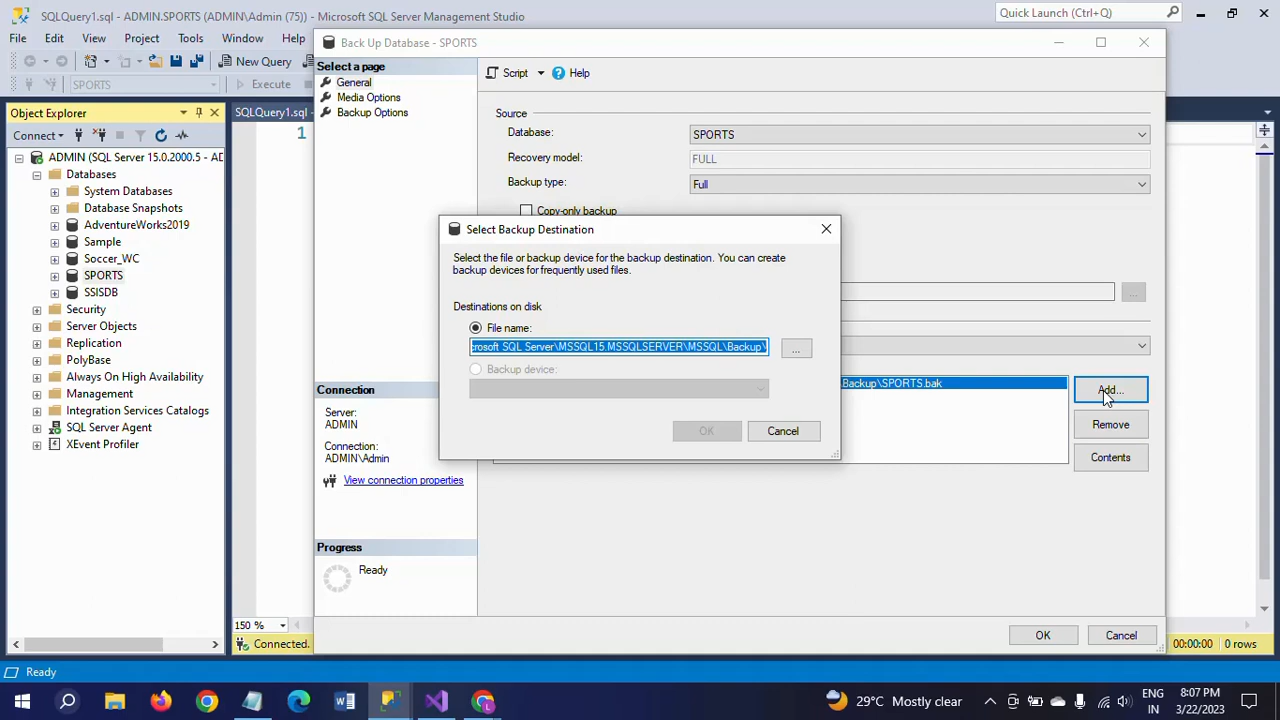 SQLQuery1.sql - ADMIN.SPORTS (ADMIN\Admin (75)) - Microsoft SQL Server Management Studio
Quick Launch (Ctrl+Q)
File Edit View Project Tools Window Help
New Query
SPORTS
Execute
Object Explorer
Connect
ADMIN (SQL Server 15.0.2000.5 - AD
Databases
System Databases
Database Snapshots
AdventureWorks2019
Sample
Soccer_WC
SPORTS
SSISDB
Security
Server Objects
Replication
PolyBase
Always On High Availability
Management
Integration Services Catalogs
SQL Server Agent
XEvent Profiler
SQLQuery1.sql -
1
150 %
Connected.
00:00:00
0 rows
Back Up Database - SPORTS
Select a page
General
Media Options
Backup Options
Connection
Server:
ADMIN
Connection:
ADMIN\Admin
View connection properties
Progress
Ready
Script
Help
Source
Database:
SPORTS
Recovery model:
FULL
Backup type:
Full
Copy-only backup
...
\Backup\SPORTS.bak
Add...
Remove
Contents
OK
Cancel
Select Backup Destination
Select the file or backup device for the backup destination. You can create
backup devices for frequently used files.
Destinations on disk
File name:
crosoft SQL Server\MSSQL15.MSSQLSERVER\MSSQL\Backup\
...
Backup device:
OK
Cancel
Ready
29°C Mostly clear
ENG
IN
8:07 PM
3/22/2023